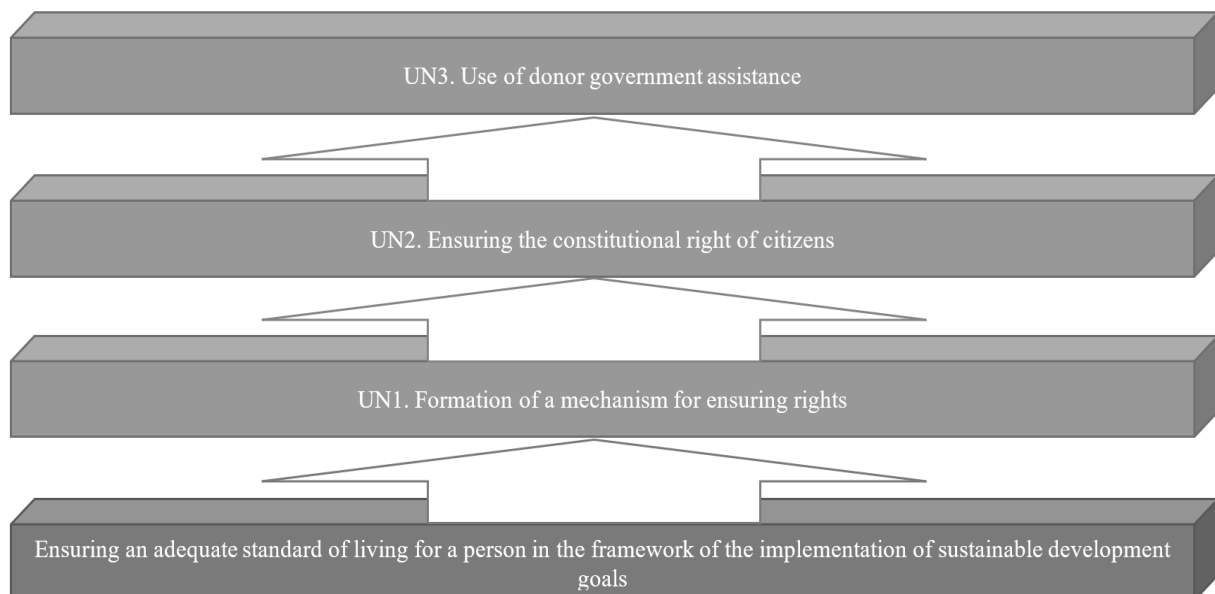 UN3. Use of donor government assistance
UN2. Ensuring the constitutional right of citizens
UN1. Formation of a mechanism for ensuring rights
Ensuring an adequate standard of living for a person in the framework of the implementation of sustainable development
goals